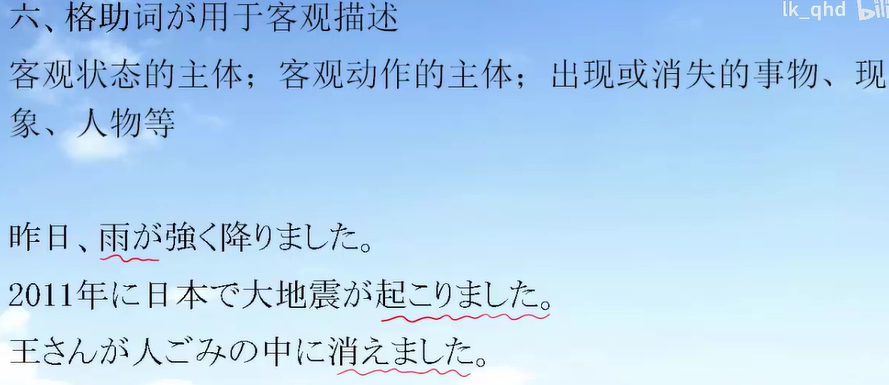 lk_qhd bili
六、格助词が用于客观描述
客观状态的主体；客观动作的主体；出现或消失的事物、现
象、人物等
昨日、雨が強く降りました。
2011年に日本で大地震が起こりました。
王さんが人ごみの中に消えました。